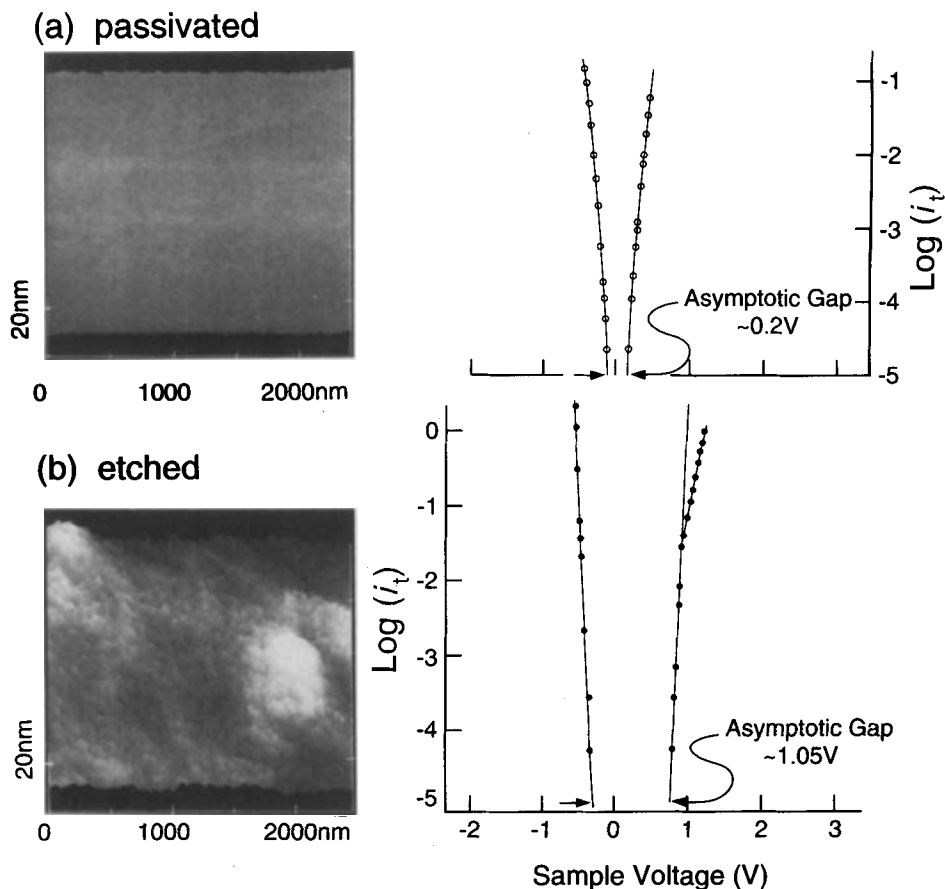 (a) passivated
20nm
0 1000 2000nm
-1
-2
-3
-4
-5
Log (it)
Asymptotic Gap
~0.2V
(b) etched
20nm
0 1000 2000nm
0
-1
-2
-3
-4
-5
Log (it)
Asymptotic Gap
~1.05V
-2 -1 0 1 2 3
Sample Voltage (V)